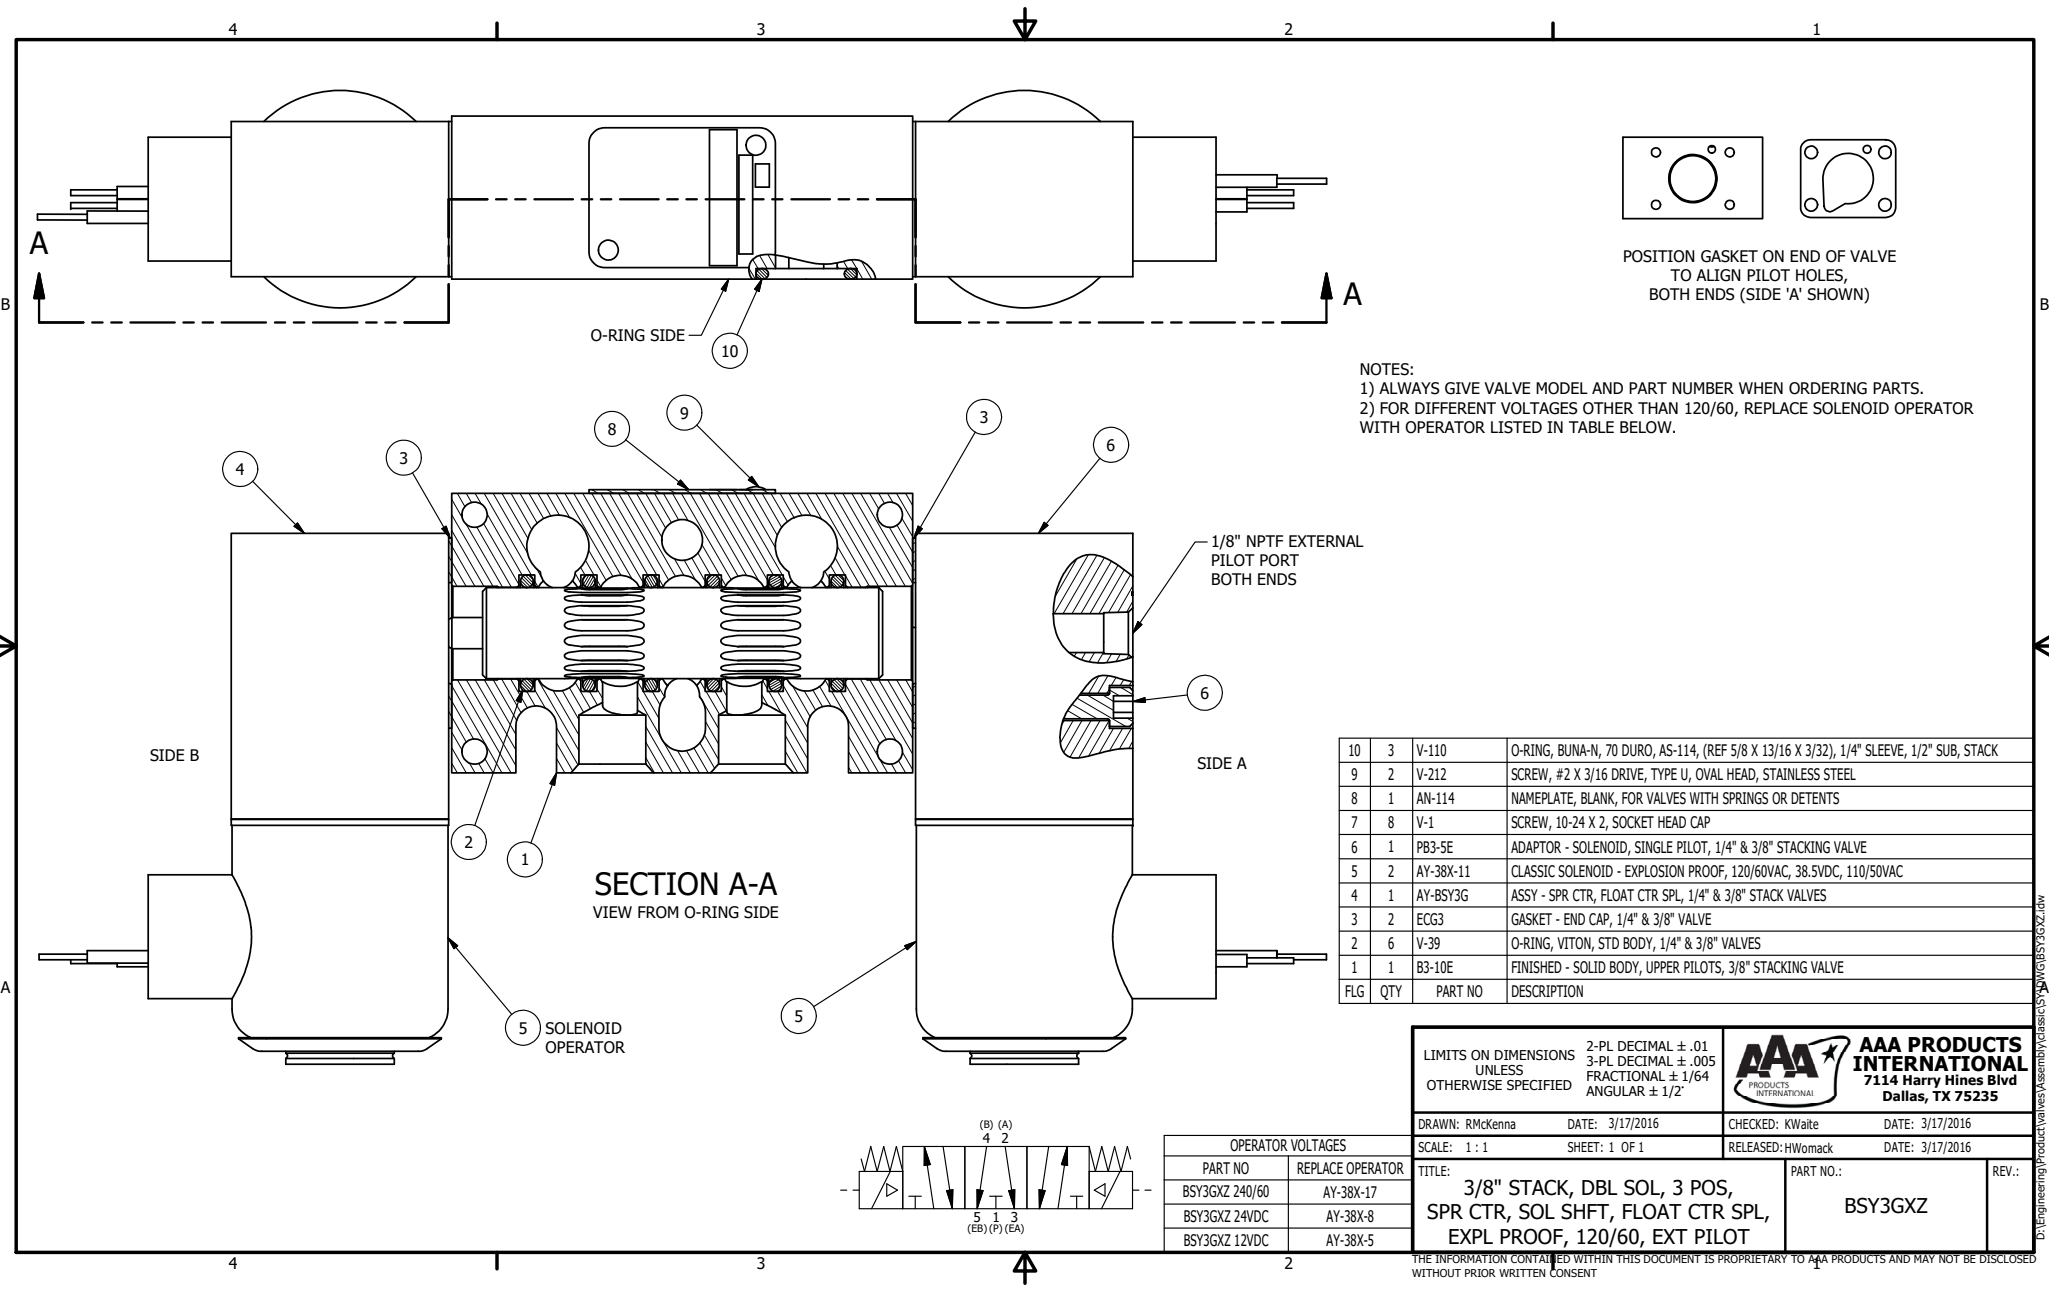 4 3 2 1
A
A
B
B
O-RING SIDE
10
POSITION GASKET ON END OF VALVE
TO ALIGN PILOT HOLES,
BOTH ENDS (SIDE 'A' SHOWN)
NOTES:
1) ALWAYS GIVE VALVE MODEL AND PART NUMBER WHEN ORDERING PARTS.
2) FOR DIFFERENT VOLTAGES OTHER THAN 120/60, REPLACE SOLENOID OPERATOR
WITH OPERATOR LISTED IN TABLE BELOW.
4
3
8
9
3
6
1/8" NPTF EXTERNAL
PILOT PORT
BOTH ENDS
6
SIDE B
SIDE A
2
1
SECTION A-A
VIEW FROM O-RING SIDE
5 SOLENOID
OPERATOR
5
10 3 V-110 O-RING, BUNA-N, 70 DURO, AS-114, (REF 5/8 X 13/16 X 3/32), 1/4" SLEEVE, 1/2" SUB, STACK
9 2 V-212 SCREW, #2 X 3/16 DRIVE, TYPE U, OVAL HEAD, STAINLESS STEEL
8 1 AN-114 NAMEPLATE, BLANK, FOR VALVES WITH SPRINGS OR DETENTS
7 8 V-1 SCREW, 10-24 X 2, SOCKET HEAD CAP
6 1 PB3-5E ADAPTOR - SOLENOID, SINGLE PILOT, 1/4" & 3/8" STACKING VALVE
5 2 AY-38X-11 CLASSIC SOLENOID - EXPLOSION PROOF, 120/60VAC, 38.5VDC, 110/50VAC
4 1 AY-BSY3G ASSY - SPR CTR, FLOAT CTR SPL, 1/4" & 3/8" STACK VALVES
3 2 ECG3 GASKET - END CAP, 1/4" & 3/8" VALVE
2 6 V-39 O-RING, VITON, STD BODY, 1/4" & 3/8" VALVES
1 1 B3-10E FINISHED - SOLID BODY, UPPER PILOTS, 3/8" STACKING VALVE
FLG QTY PART NO DESCRIPTION
A
A
D:\Engineering\Product\valves\Assembly\classic\SY\DWG\BSY3GXZ.idw
LIMITS ON DIMENSIONS
UNLESS
OTHERWISE SPECIFIED
2-PL DECIMAL ± .01
3-PL DECIMAL ± .005
FRACTIONAL ± 1/64
ANGULAR ± 1/2°
AAA
PRODUCTS
INTERNATIONAL
AAA PRODUCTS
INTERNATIONAL
7114 Harry Hines Blvd
Dallas, TX 75235
DRAWN: RMcKenna DATE: 3/17/2016 CHECKED: KWaite DATE: 3/17/2016
SCALE: 1 : 1 SHEET: 1 OF 1 RELEASED: HWomack DATE: 3/17/2016
TITLE:
3/8" STACK, DBL SOL, 3 POS,
SPR CTR, SOL SHFT, FLOAT CTR SPL,
EXPL PROOF, 120/60, EXT PILOT
PART NO.:
BSY3GXZ
REV.:
(B) (A)
4 2
5 1 3
(EB) (P) (EA)
OPERATOR VOLTAGES
PART NO REPLACE OPERATOR
BSY3GXZ 240/60 AY-38X-17
BSY3GXZ 24VDC AY-38X-8
BSY3GXZ 12VDC AY-38X-5
4 3 2 1
THE INFORMATION CONTAINED WITHIN THIS DOCUMENT IS PROPRIETARY TO AAA PRODUCTS AND MAY NOT BE DISCLOSED
WITHOUT PRIOR WRITTEN CONSENT